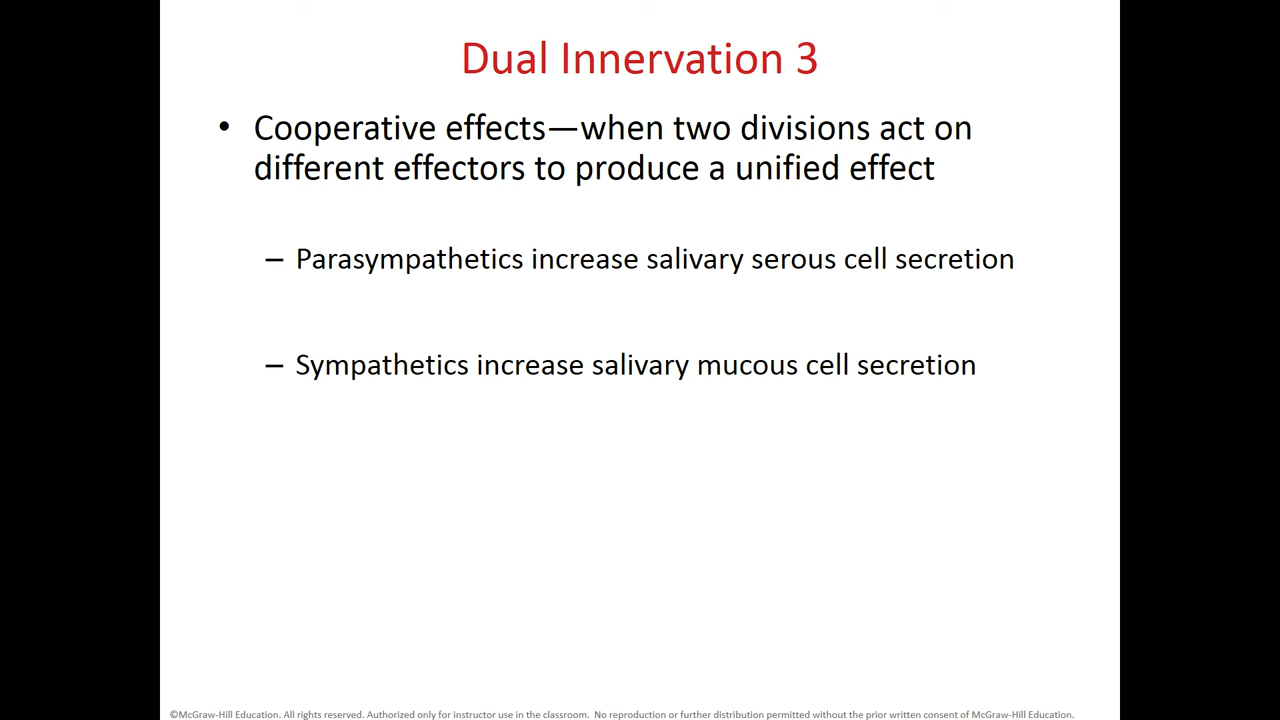 Dual Innervation 3
• Cooperative effects—when two divisions act on
different effectors to produce a unified effect
– Parasympathetics increase salivary serous cell secretion
– Sympathetics increase salivary mucous cell secretion
©McGraw-Hill Education. All rights reserved. Authorized only for instructor use in the classroom. No reproduction or further distribution permitted without the prior written consent of McGraw-Hill Education.